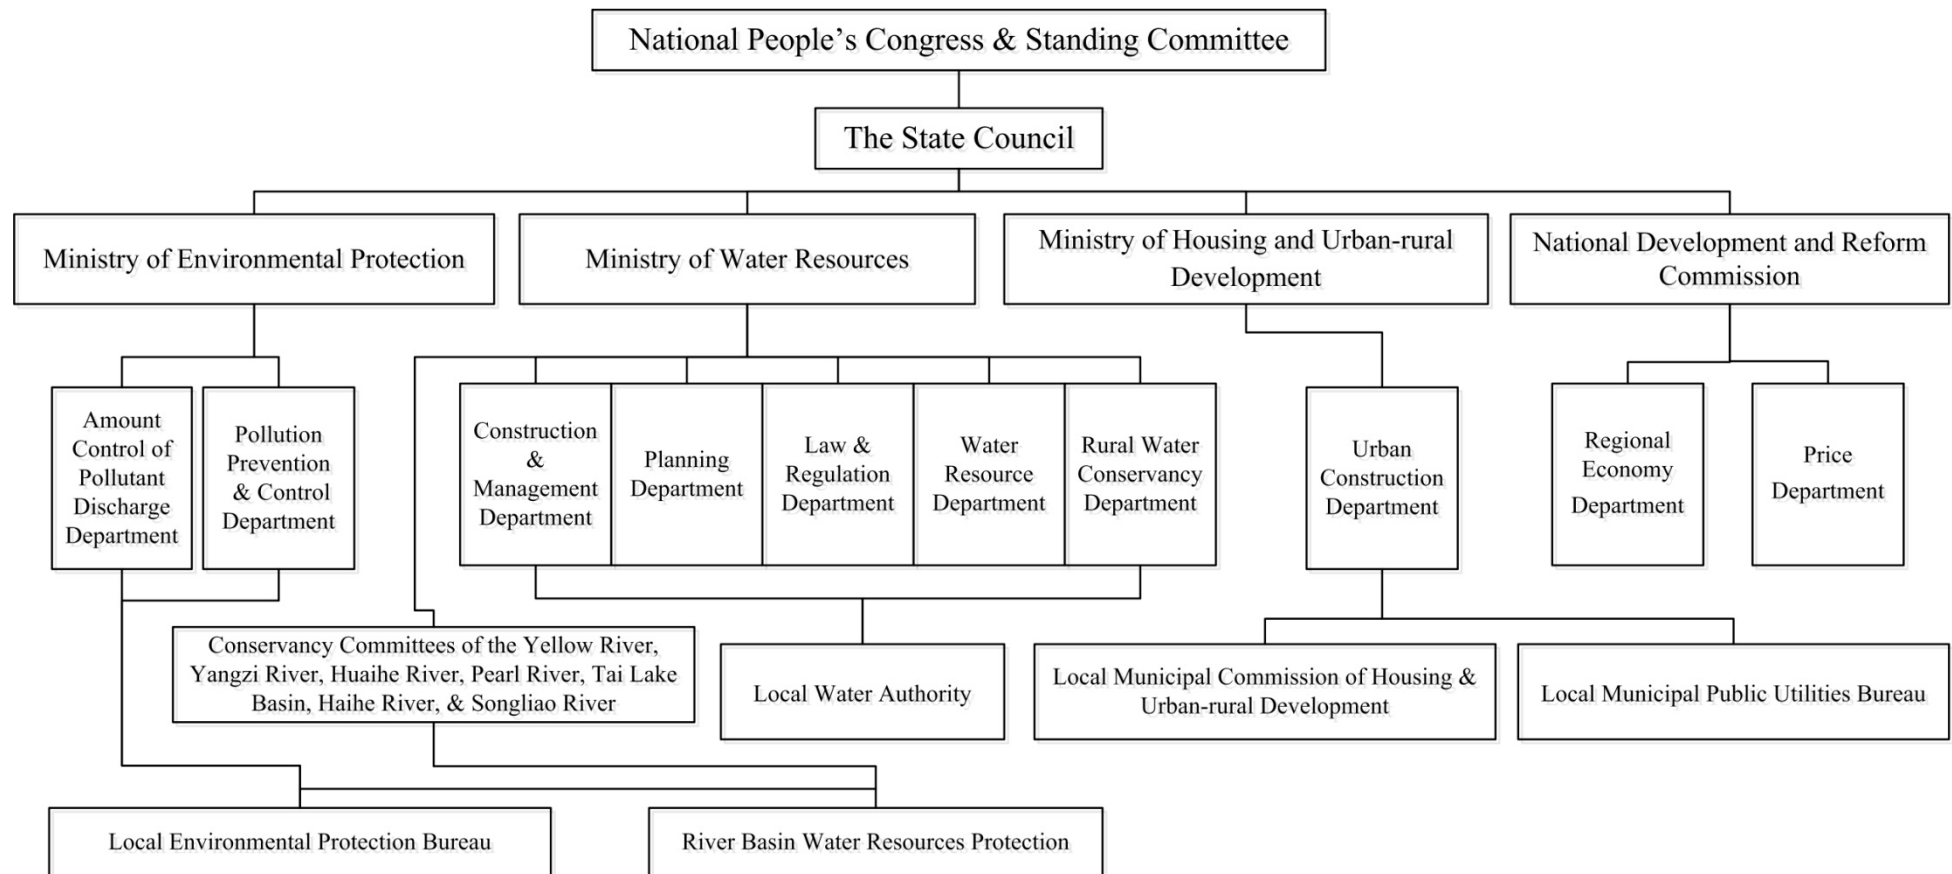 National People’s Congress & Standing Committee
The State Council
Ministry of Environmental Protection
Ministry of Water Resources
Ministry of Housing and Urban-rural
Development
National Development and Reform
Commission
Amount
Control of
Pollutant
Discharge
Department
Pollution
Prevention
& Control
Department
Construction
&
Management
Department
Planning
Department
Law &
Regulation
Department
Water
Resource
Department
Rural Water
Conservancy
Department
Urban
Construction
Department
Regional
Economy
Department
Price
Department
Conservancy Committees of the Yellow River,
Yangzi River, Huaihe River, Pearl River, Tai Lake
Basin, Haihe River, & Songliao River
Local Water Authority
Local Municipal Commission of Housing &
Urban-rural Development
Local Municipal Public Utilities Bureau
Local Environmental Protection Bureau
River Basin Water Resources Protection